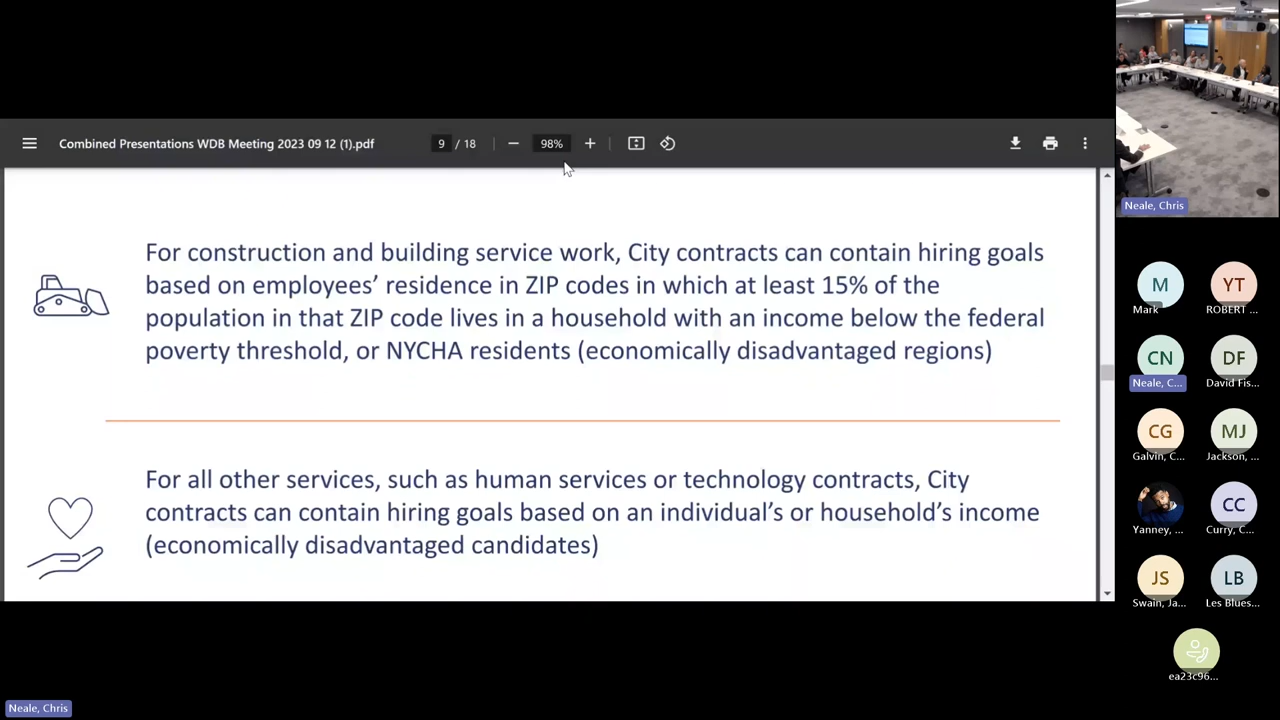 Combined Presentations WDB Meeting 2023 09 12 (1).pdf
9 / 18
98%
For construction and building service work, City contracts can contain hiring goals
based on employees' residence in ZIP codes in which at least 15% of the
population in that ZIP code lives in a household with an income below the federal
poverty threshold, or NYCHA residents (economically disadvantaged regions)
For all other services, such as human services or technology contracts, City
contracts can contain hiring goals based on an individual's or household's income
(economically disadvantaged candidates)
Neale, Chris
M
Mark
YT
ROBERT ...
CN
Neale, C...
DF
David Fis...
CG
Galvin, C...
MJ
Jackson, ...
Yanney, ...
CC
Curry, C...
JS
Swain, Ja...
LB
Les Blues...
ea23c96...
Neale, Chris